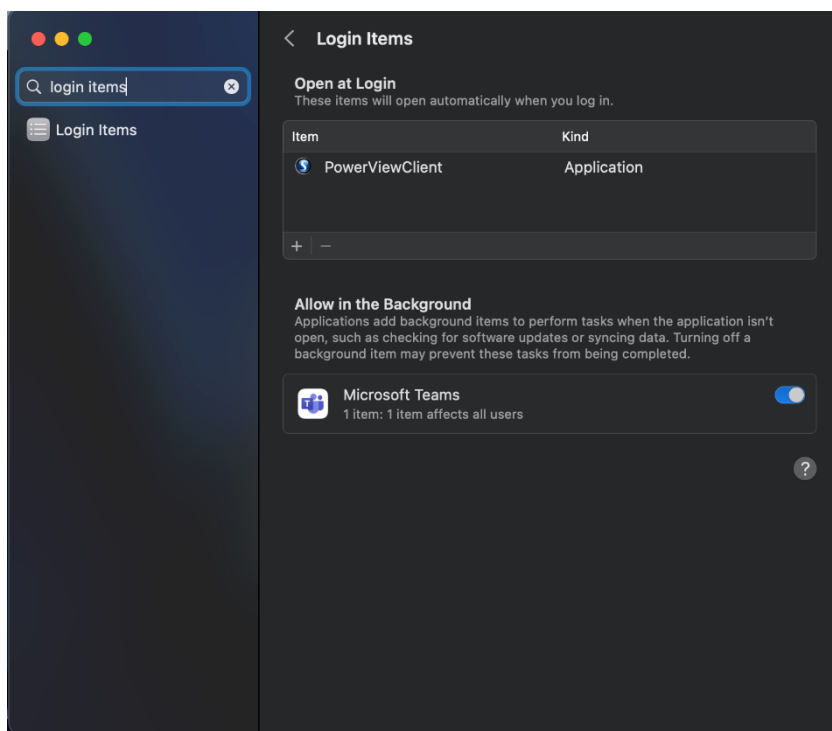 Login Items
login items
Login Items
Open at Login
These items will open automatically when you log in.
Item Kind
PowerViewClient Application
Allow in the Background
Applications add background items to perform tasks when the application isn't
open, such as checking for software updates or syncing data. Turning off a
background item may prevent these tasks from being completed.
Microsoft Teams
1 item: 1 item affects all users
?